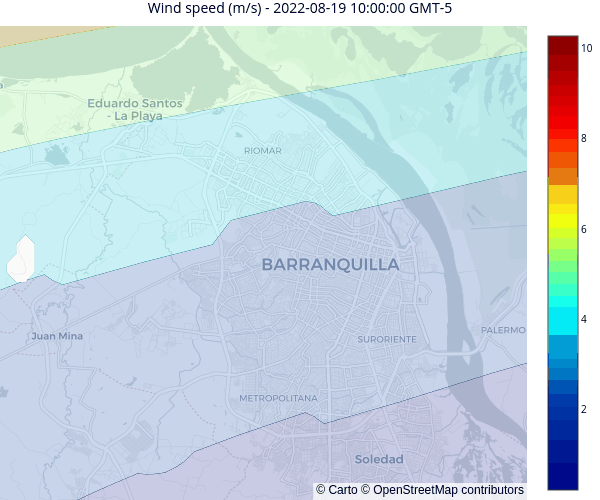 Wind speed (m/s) - 2022-08-19 10:00:00 GMT-5
10
Eduardo Santos
- La Playa
8
RIOMAR
6
BARRANQUILLA
4
PALERMO
Juan Mina
SURORIENTE
METROPOLITANA
2
Soledad
© Carto © OpenStreetMap contributors